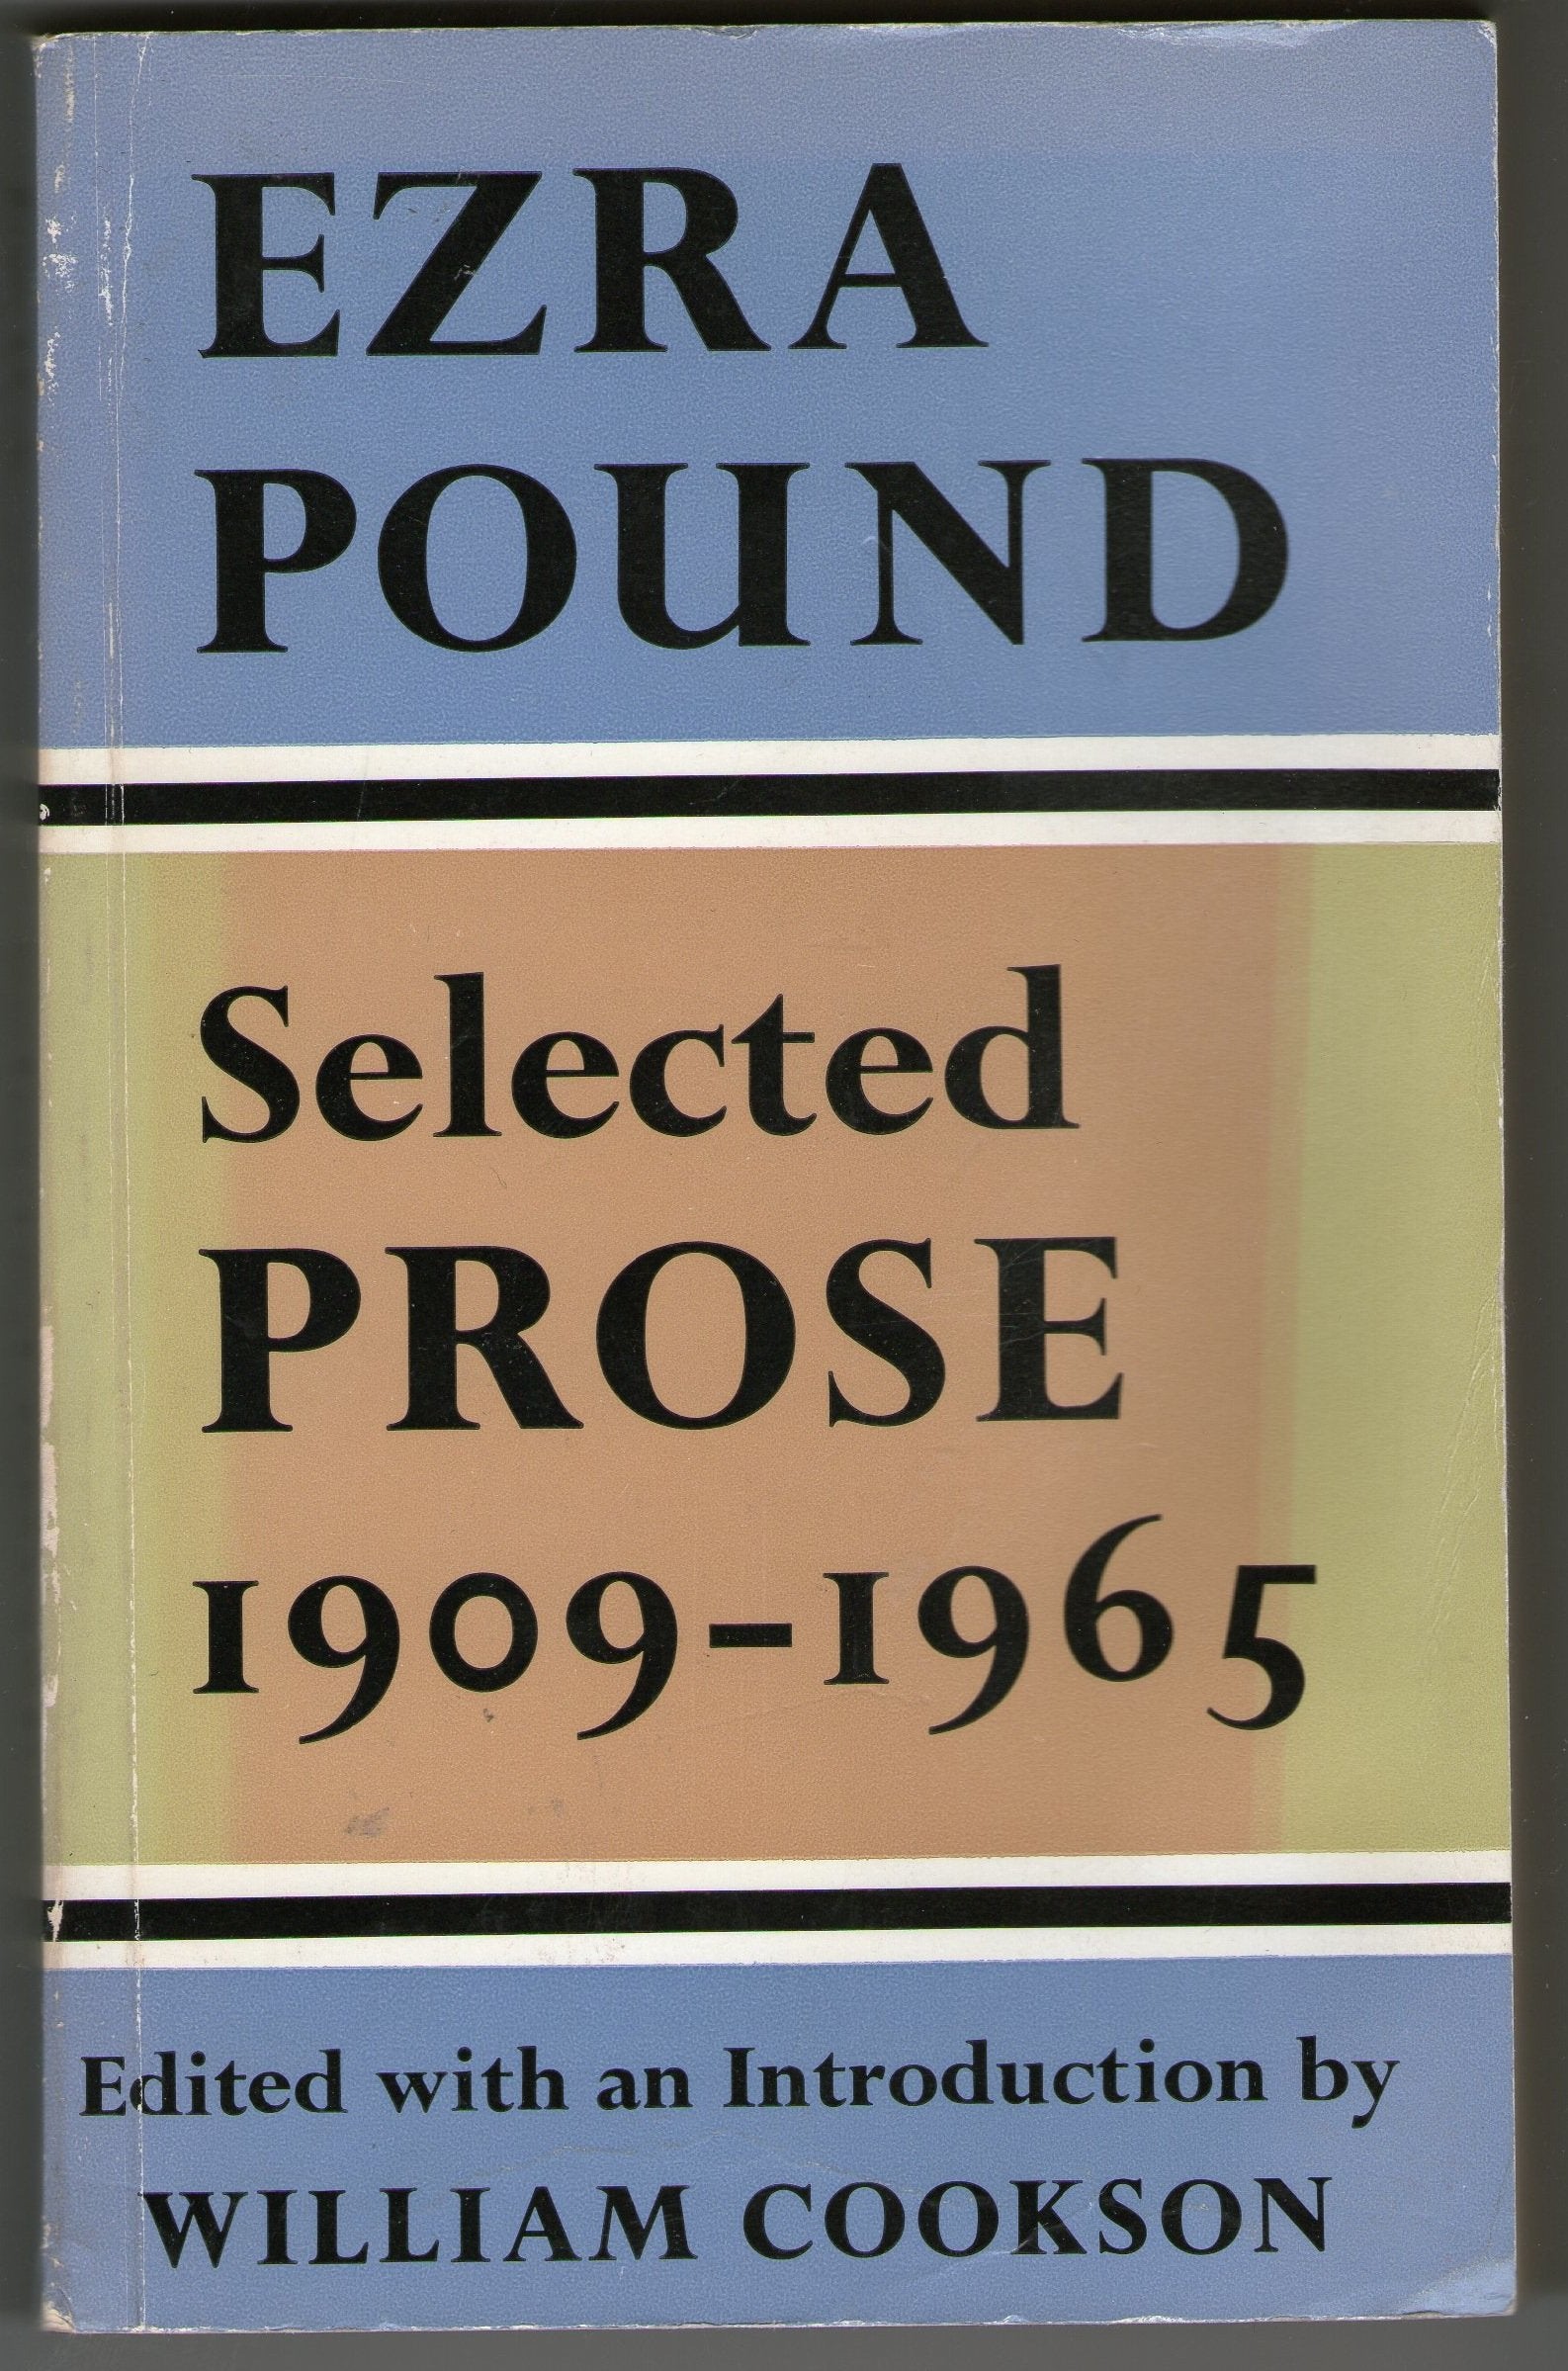 EZRA
POUND
Selected
PROSE
1909–1965
Edited with an Introduction by
WILLIAM COOKSON